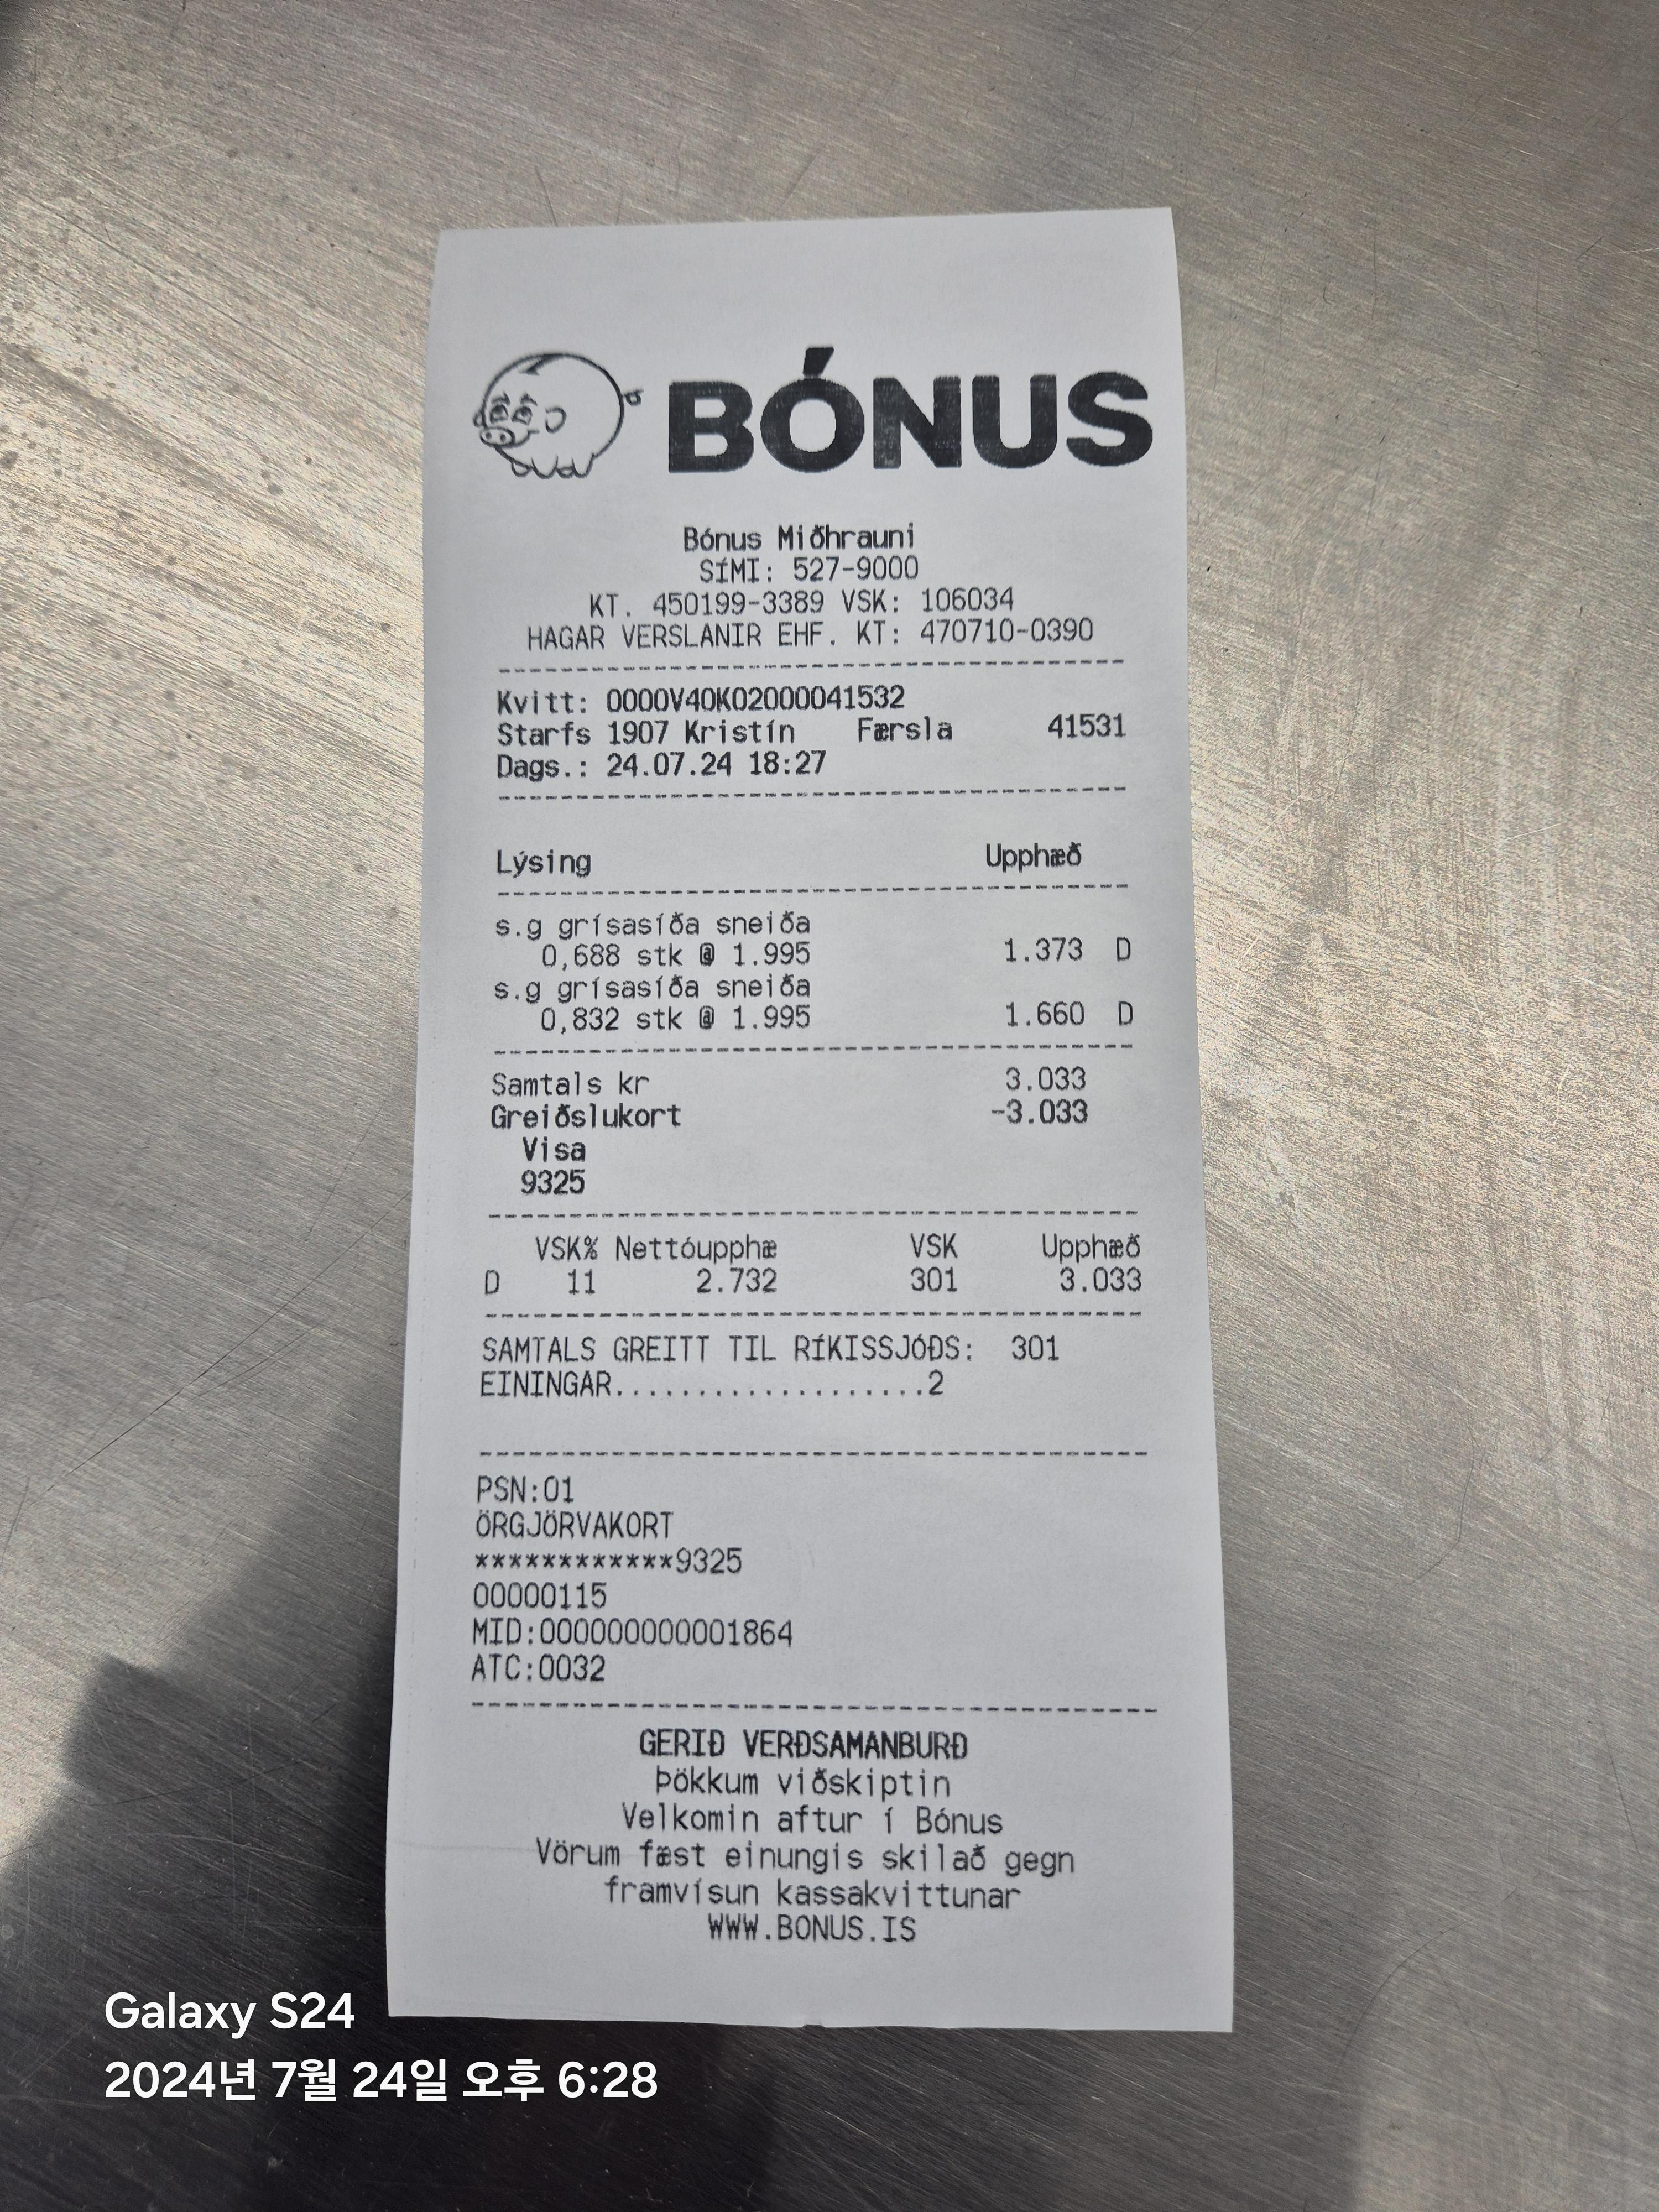 BÓNUS
Bónus Miðhrauni
SÍMI: 527-9000
KT. 450199-3389 VSK: 106034
HAGAR VERSLANIR EHF. KT: 470710-0390
Kvitt: 0000V40K02000041532
Starfs 1907 Kristín Færsla 41531
Dags.: 24.07.24 18:27
Lýsing Upphæð
s.g grísasíða sneiða
0,688 stk @ 1.995 1.373 D
s.g grísasíða sneiða
0,832 stk @ 1.995 1.660 D
Samtals kr 3.033
Greiðslukort -3.033
Visa
9325
VSK% Nettóupphæ VSK Upphæð
D 11 2.732 301 3.033
SAMTALS GREITT TIL RÍKISSJÓÐS: 301
EININGAR...................2
PSN:01
ÖRGJÖRVAKORT
************9325
00000115
MID:000000000001864
ATC:0032
GERIÐ VERÐSAMANBURÐ
Þökkum viðskiptin
Velkomin aftur í Bónus
Vörum fæst einungis skilað gegn
framvísun kassakvittunar
WWW.BONUS.IS
Galaxy S24
2024년 7월 24일 오후 6:28